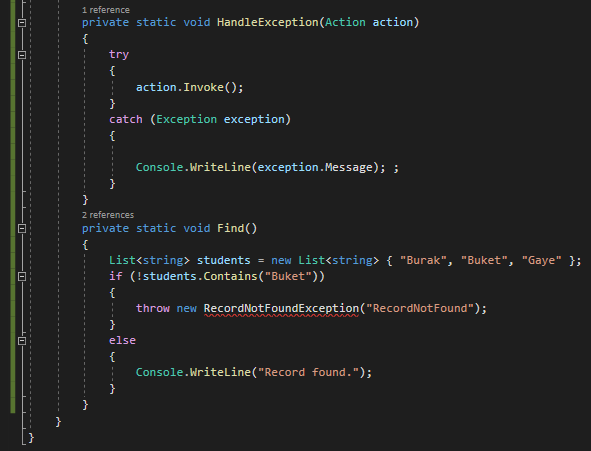 1 reference
private static void HandleException(Action action)
{
try
{
action.Invoke();
}
catch (Exception exception)
{
Console.WriteLine(exception.Message); ;
}
}
2 references
private static void Find()
{
List<string> students = new List<string> { "Burak", "Buket", "Gaye" };
if (!students.Contains("Buket"))
{
throw new RecordNotFoundException("RecordNotFound");
}
else
{
Console.WriteLine("Record found.");
}
}
}
}